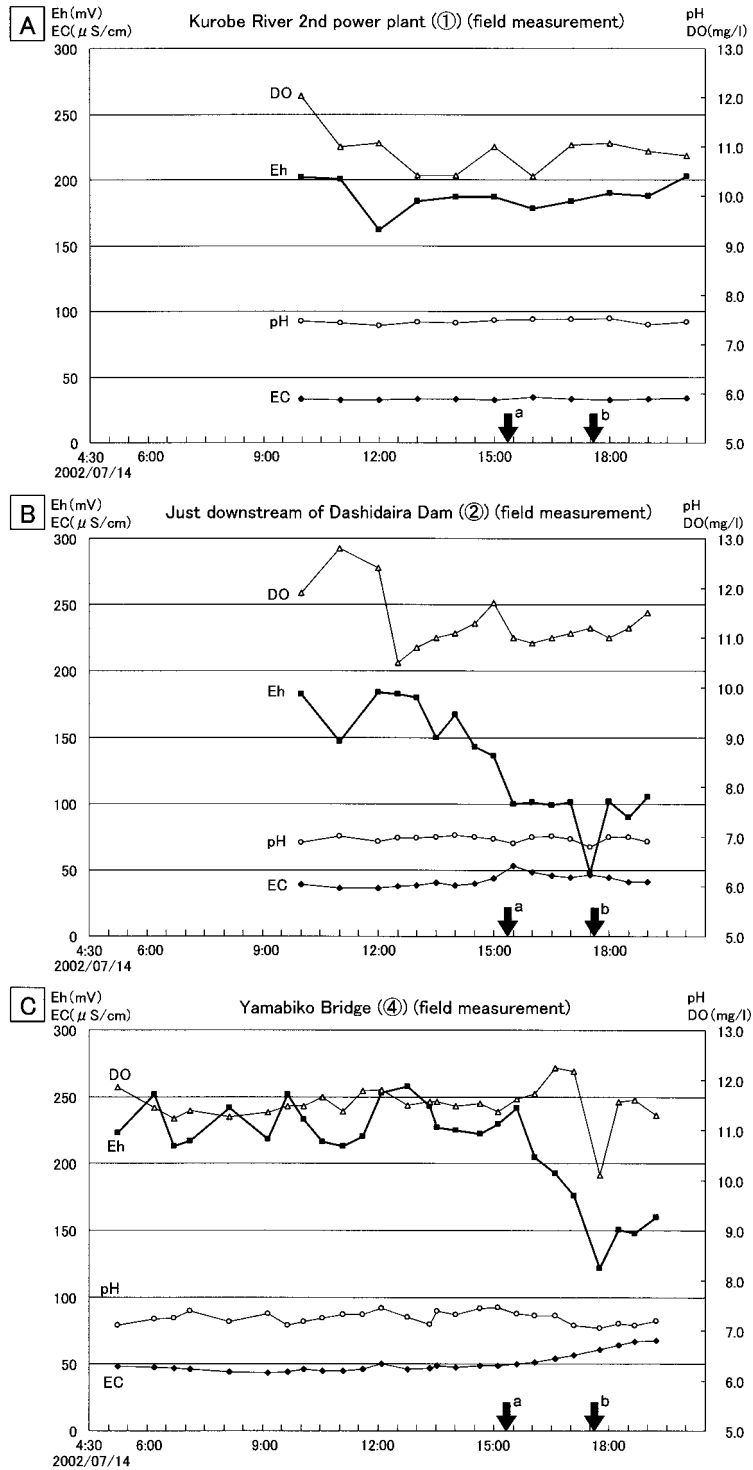 A
Eh(mV)
EC(μS/cm)
Kurobe River 2nd power plant (①) (field measurement)
pH
DO(mg/l)
300
250
200
150
100
50
0
DO
Eh
pH
EC
a
b
13.0
12.0
11.0
10.0
9.0
8.0
7.0
6.0
5.0
4:30 6:00 9:00 12:00 15:00 18:00
2002/07/14
B
Eh(mV)
EC(μS/cm)
Just downstream of Dashidaira Dam (②) (field measurement)
pH
DO(mg/l)
300
250
200
150
100
50
0
DO
Eh
pH
EC
a
b
13.0
12.0
11.0
10.0
9.0
8.0
7.0
6.0
5.0
4:30 6:00 9:00 12:00 15:00 18:00
2002/07/14
C
Eh(mV)
EC(μS/cm)
Yamabiko Bridge (④) (field measurement)
pH
DO(mg/l)
300
250
200
150
100
50
0
DO
Eh
pH
EC
a
b
13.0
12.0
11.0
10.0
9.0
8.0
7.0
6.0
5.0
4:30 6:00 9:00 12:00 15:00 18:00
2002/07/14